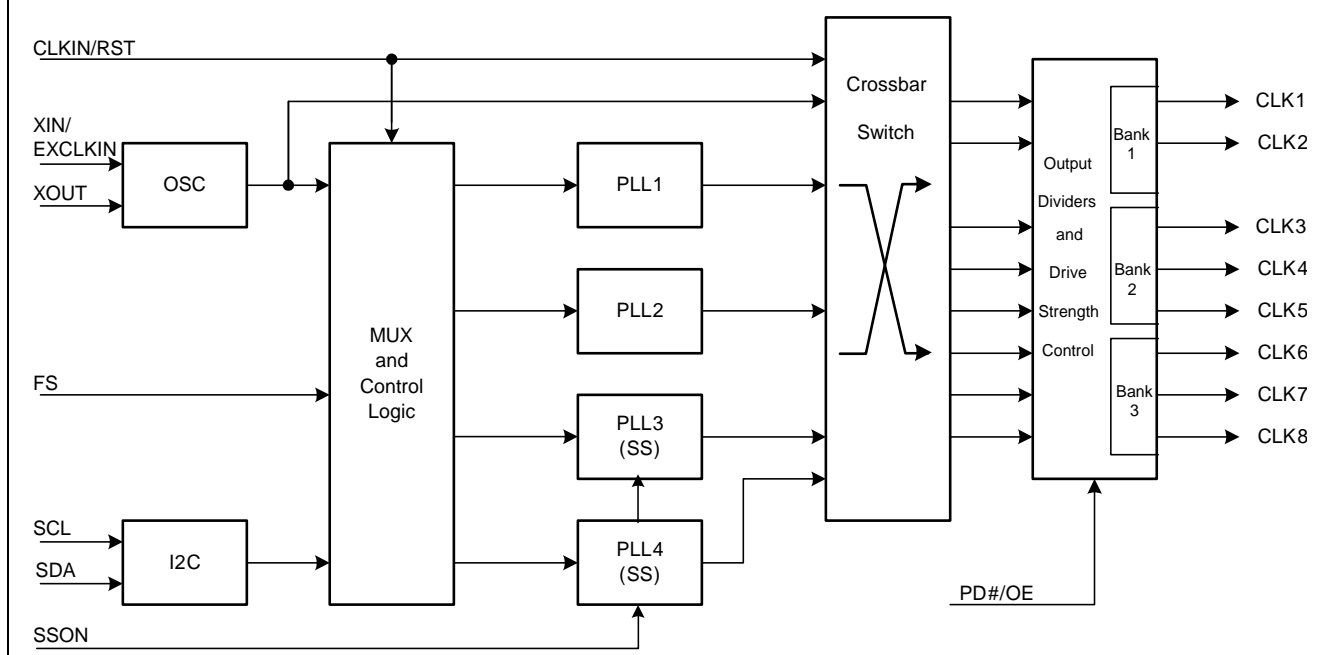 CLKIN/RST
XIN/
EXCLKIN
XOUT
OSC
FS
SCL
SDA
I2C
SSON
MUX
and
Control
Logic
PLL1
PLL2
PLL3
(SS)
PLL4
(SS)
Crossbar
Switch
Output
Dividers
and
Drive
Strength
Control
Bank
1
Bank
2
Bank
3
CLK1
CLK2
CLK3
CLK4
CLK5
CLK6
CLK7
CLK8
PD#/OE